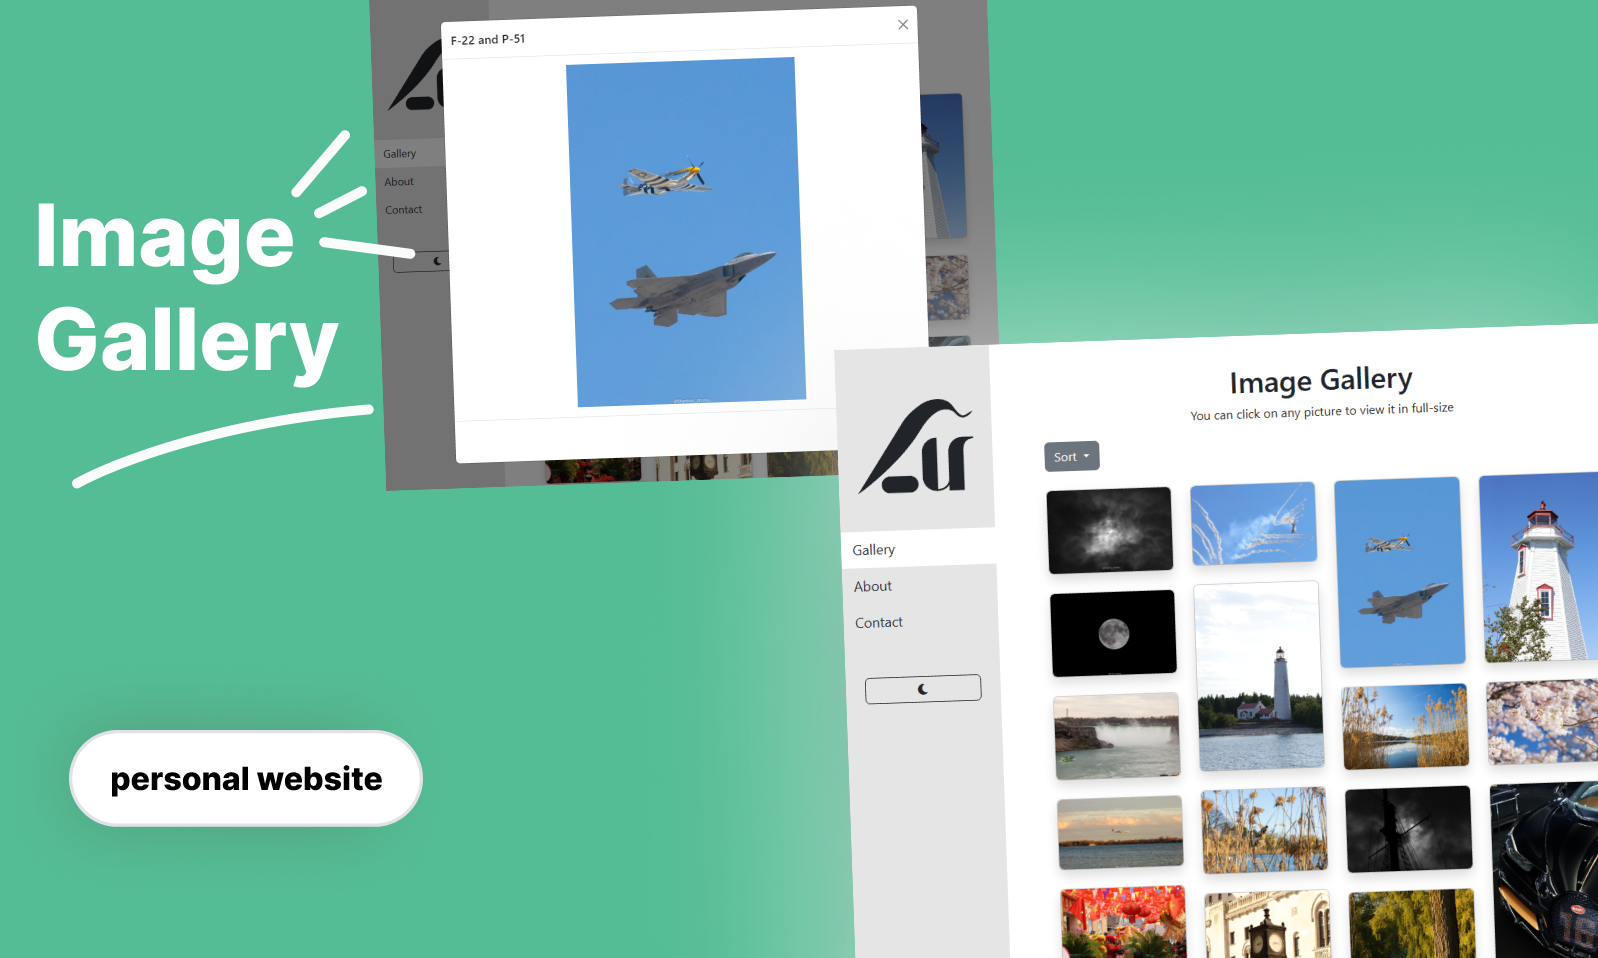 Image
Gallery
personal website
F-22 and P-51
Gallery
About
Contact
Image Gallery
You can click on any picture to view it in full-size
Sort
Gallery
About
Contact
16